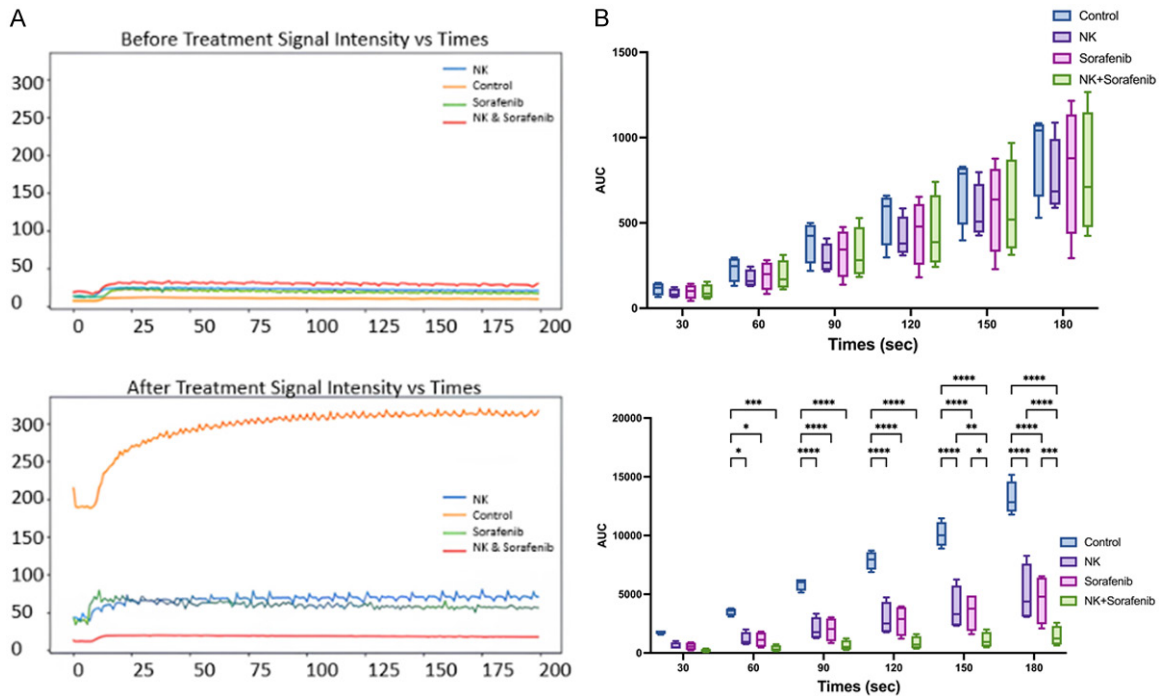 A
Before Treatment Signal Intensity vs Times
300
250
200
150
100
50
0
NK
Control
Sorafenib
NK & Sorafenib
0 25 50 75 100 125 150 175 200
After Treatment Signal Intensity vs Times
300
250
200
150
100
50
0
NK
Control
Sorafenib
NK & Sorafenib
0 25 50 75 100 125 150 175 200
B
Control
NK
Sorafenib
NK+Sorafenib
1500
1000
500
0
AUC
30 60 90 120 150 180
Times (sec)
**** ****
*** **** **** **** ****
* **** **** ** ****
* **** **** **** * **** ***
20000
15000
10000
5000
0
AUC
Control
NK
Sorafenib
NK+Sorafenib
30 60 90 120 150 180
Times (sec)